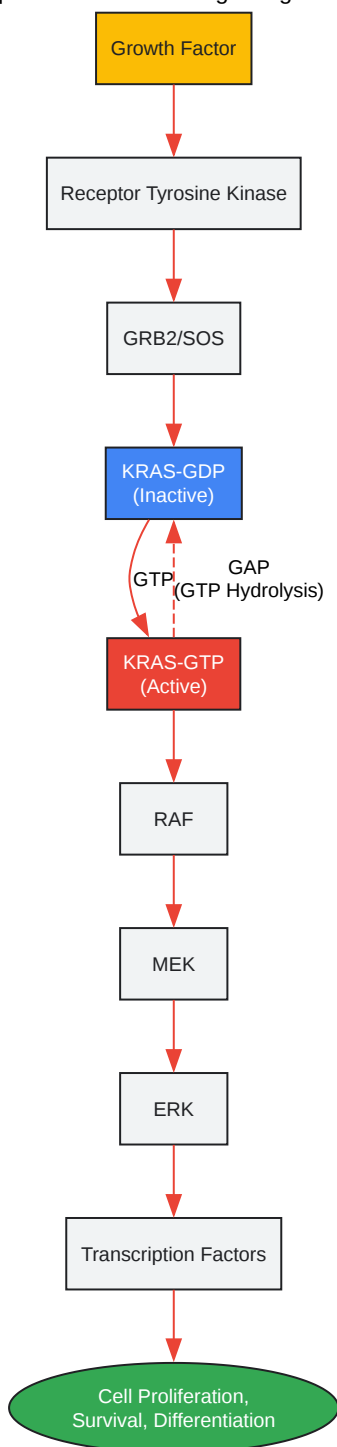 Growth Factor
Receptor Tyrosine Kinase
GRB2/SOS
KRAS-GDP
(Inactive)
GTP
GAP
(GTP Hydrolysis)
KRAS-GTP
(Active)
RAF
MEK
ERK
Transcription Factors
Cell Proliferation,
Survival, Differentiation